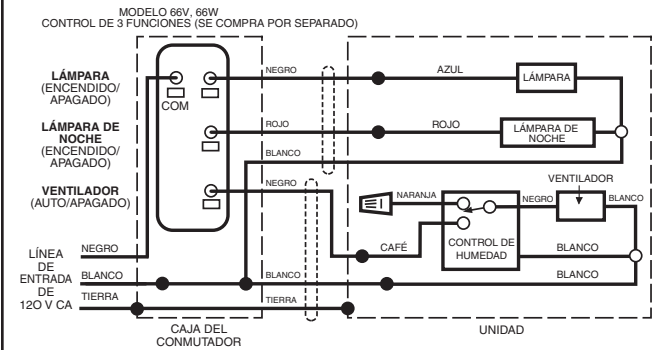 MODELO 66V, 66W
CONTROL DE 3 FUNCIONES (SE COMPRA POR SEPARADO)
LÁMPARA
(ENCENDIDO/
APAGADO)
COM
NEGRO
AZUL
LÁMPARA
LÁMPARA DE
NOCHE
(ENCENDIDO/
APAGADO)
ROJO
ROJO
LÁMPARA DE
NOCHE
BLANCO
VENTILADOR
(AUTO/APAGADO)
NEGRO
NARANJA
NEGRO
VENTILADOR
BLANCO
CAFÉ
CONTROL DE
HUMEDAD
BLANCO
LÍNEA
DE
ENTRADA
DE
12O V CA
NEGRO
BLANCO
BLANCO
BLANCO
TIERRA
TIERRA
CAJA DEL
CONMUTADOR
UNIDAD